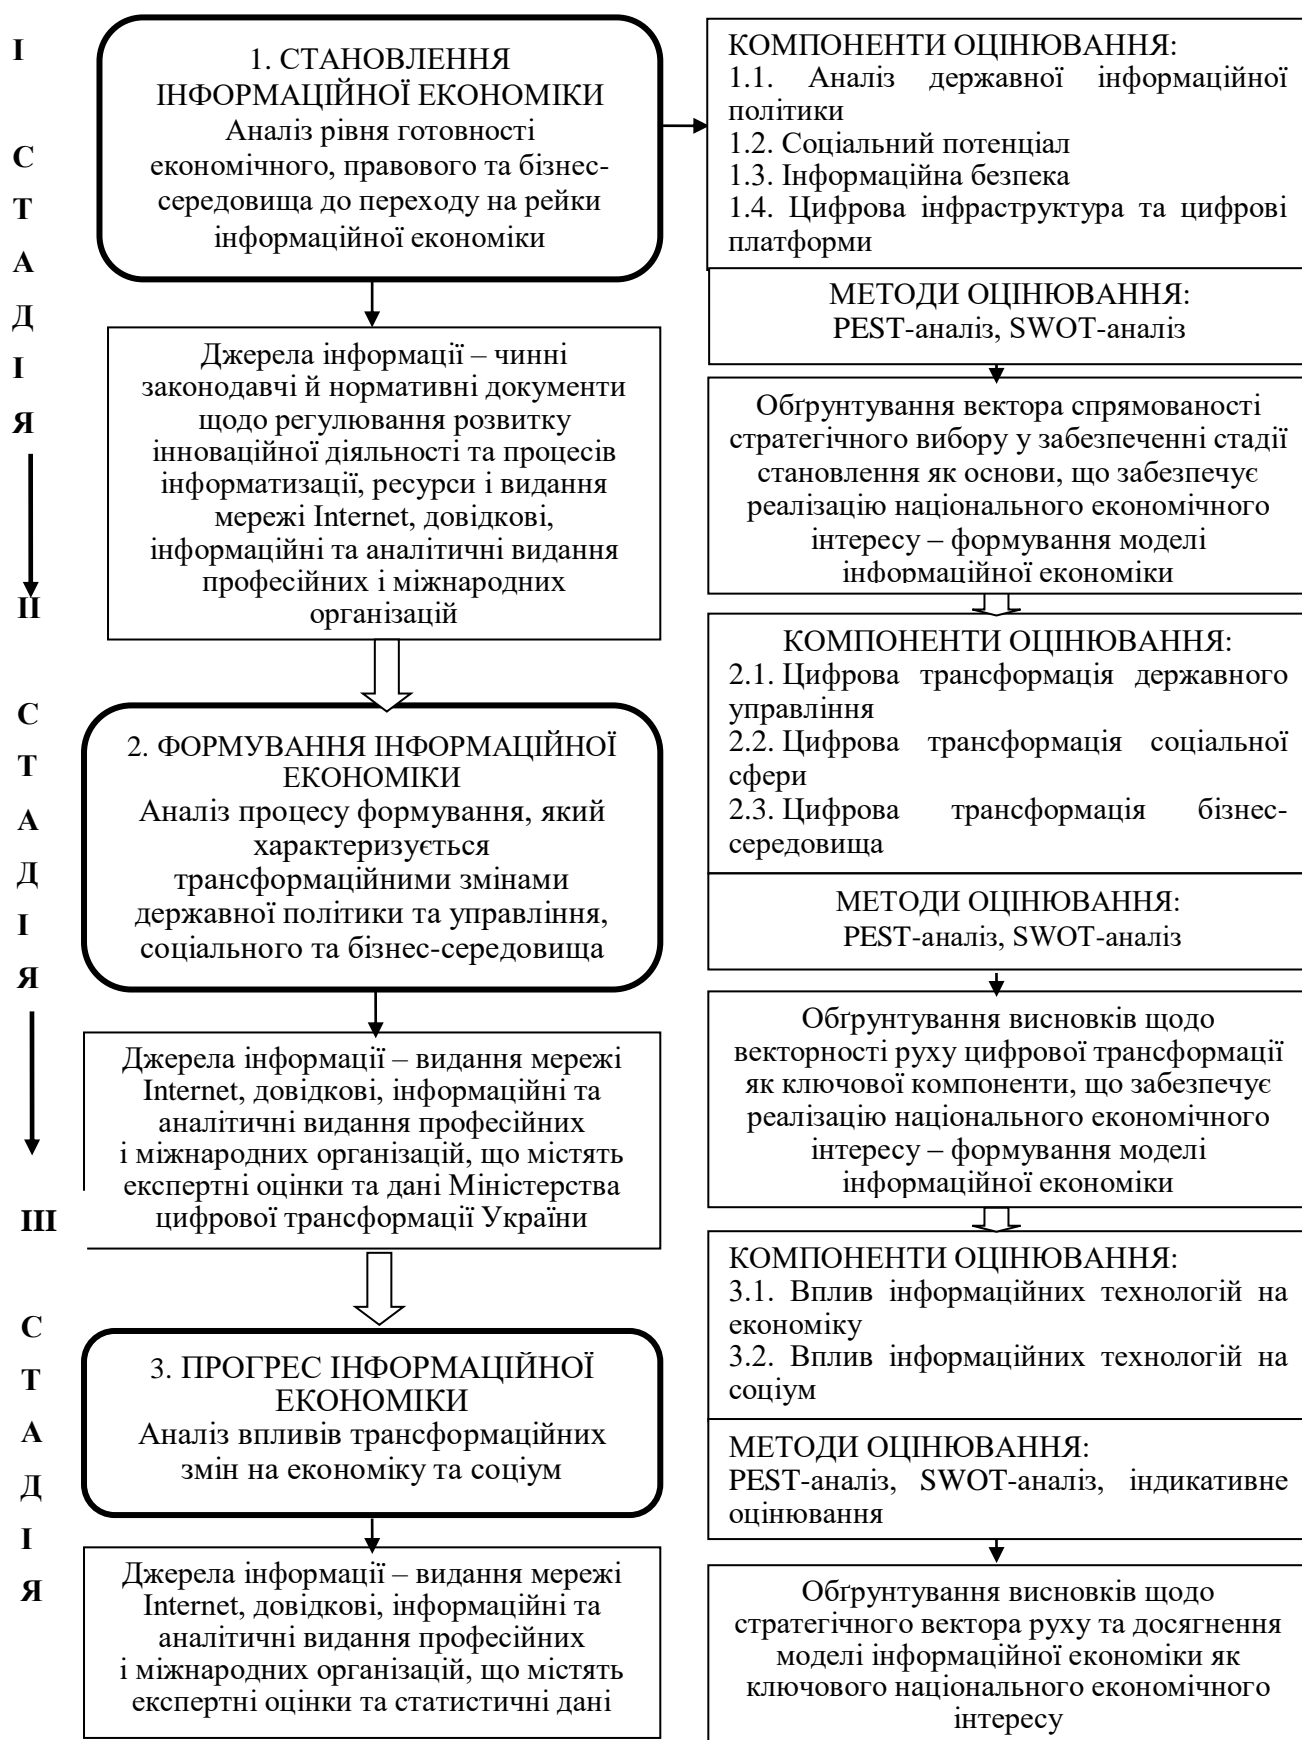 І
С
Т
А
Д
І
Я
1. СТАНОВЛЕННЯ
ІНФОРМАЦІЙНОЇ ЕКОНОМІКИ
Аналіз рівня готовності
економічного, правового та бізнес-
середовища до переходу на рейки
інформаційної економіки
КОМПОНЕНТИ ОЦІНЮВАННЯ:
1.1. Аналіз державної інформаційної
політики
1.2. Соціальний потенціал
1.3. Інформаційна безпека
1.4. Цифрова інфраструктура та цифрові
платформи
МЕТОДИ ОЦІНЮВАННЯ:
PEST-аналіз, SWOT-аналіз
Джерела інформації – чинні
законодавчі й нормативні документи
щодо регулювання розвитку
інноваційної діяльності та процесів
інформатизації, ресурси і видання
мережі Internet, довідкові,
інформаційні та аналітичні видання
професійних і міжнародних
організацій
Обґрунтування вектора спрямованості
стратегічного вибору у забезпеченні стадії
становлення як основи, що забезпечує
реалізацію національного економічного
інтересу – формування моделі
інформаційної економіки
ІІ
С
Т
А
Д
І
Я
2. ФОРМУВАННЯ ІНФОРМАЦІЙНОЇ
ЕКОНОМІКИ
Аналіз процесу формування, який
характеризується
трансформаційними змінами
державної політики та управління,
соціального та бізнес-середовища
КОМПОНЕНТИ ОЦІНЮВАННЯ:
2.1. Цифрова трансформація державного
управління
2.2. Цифрова трансформація соціальної
сфери
2.3. Цифрова трансформація бізнес-
середовища
МЕТОДИ ОЦІНЮВАННЯ:
PEST-аналіз, SWOT-аналіз
Джерела інформації – видання мережі
Internet, довідкові, інформаційні та
аналітичні видання професійних
і міжнародних організацій, що містять
експертні оцінки та дані Міністерства
цифрової трансформації України
Обґрунтування висновків щодо
векторності руху цифрової трансформації
як ключової компоненти, що забезпечує
реалізацію національного економічного
інтересу – формування моделі
інформаційної економіки
ІІІ
С
Т
А
Д
І
Я
3. ПРОГРЕС ІНФОРМАЦІЙНОЇ
ЕКОНОМІКИ
Аналіз впливів трансформаційних
змін на економіку та соціум
КОМПОНЕНТИ ОЦІНЮВАННЯ:
3.1. Вплив інформаційних технологій на
економіку
3.2. Вплив інформаційних технологій на
соціум
МЕТОДИ ОЦІНЮВАННЯ:
PEST-аналіз, SWOT-аналіз, індикативне
оцінювання
Джерела інформації – видання мережі
Internet, довідкові, інформаційні та
аналітичні видання професійних
і міжнародних організацій, що містять
експертні оцінки та статистичні дані
Обґрунтування висновків щодо
стратегічного вектора руху та досягнення
моделі інформаційної економіки як
ключового національного економічного
інтересу